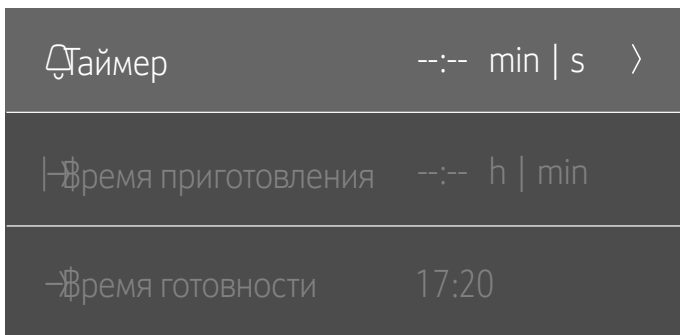 Таймер --:-- min | s
Время приготовления --:-- h | min
Время готовности 17:20